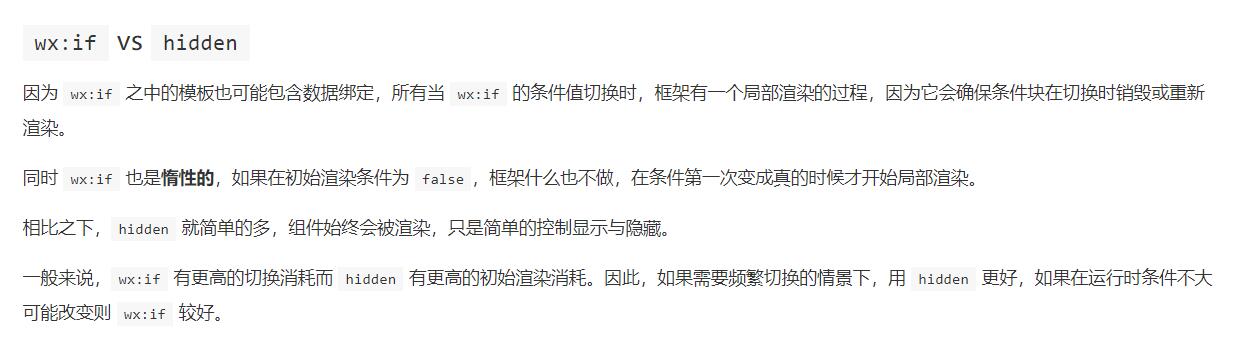 wx:if VS hidden
因为 wx:if 之中的模板也可能包含数据绑定，所有当 wx:if 的条件值切换时，框架有一个局部渲染的过程，因为它会确保条件块在切换时销毁或重新
渲染。
同时 wx:if 也是惰性的，如果在初始渲染条件为 false，框架什么也不做，在条件第一次变成真的时候才开始局部渲染。
相比之下，hidden 就简单的多，组件始终会被渲染，只是简单的控制显示与隐藏。
一般来说，wx:if 有更高的切换消耗而 hidden 有更高的初始渲染消耗。因此，如果需要频繁切换的情景下，用 hidden 更好，如果在运行时条件不大
可能改变则 wx:if 较好。